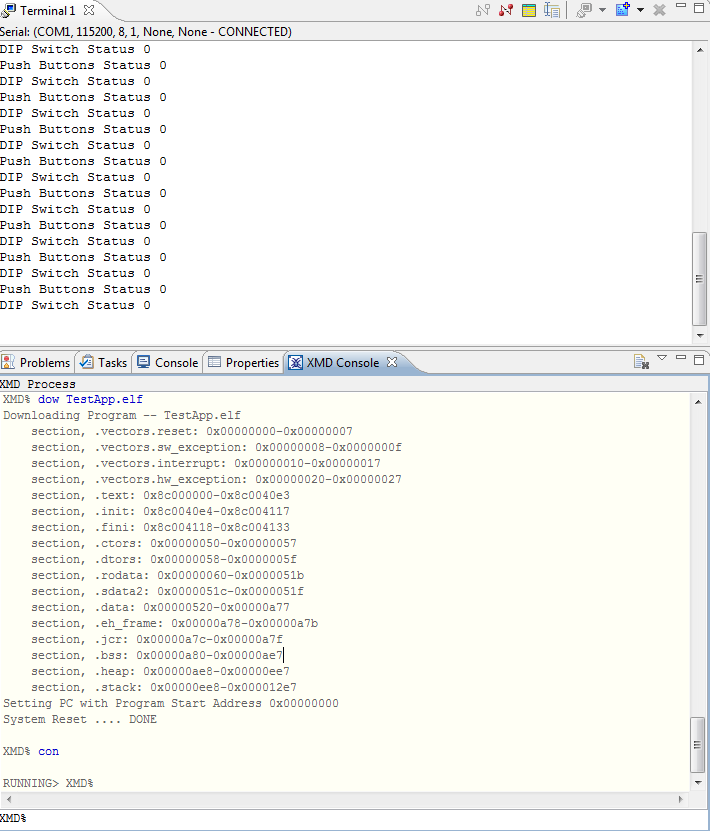 Terminal 1
Serial: (COM1, 115200, 8, 1, None, None - CONNECTED)
DIP Switch Status 0
Push Buttons Status 0
DIP Switch Status 0
Push Buttons Status 0
DIP Switch Status 0
Push Buttons Status 0
DIP Switch Status 0
Push Buttons Status 0
DIP Switch Status 0
Push Buttons Status 0
DIP Switch Status 0
Push Buttons Status 0
DIP Switch Status 0
Push Buttons Status 0
DIP Switch Status 0
Push Buttons Status 0
DIP Switch Status 0
Problems Tasks Console Properties XMD Console
XMD Process
XMD% dow TestApp.elf
Downloading Program -- TestApp.elf
section, .vectors.reset: 0x00000000-0x00000007
section, .vectors.sw_exception: 0x00000008-0x0000000f
section, .vectors.interrupt: 0x00000010-0x00000017
section, .vectors.hw_exception: 0x00000020-0x00000027
section, .text: 0x8c000000-0x8c0040e3
section, .init: 0x8c0040e4-0x8c004117
section, .fini: 0x8c004118-0x8c004133
section, .ctors: 0x00000050-0x00000057
section, .dtors: 0x00000058-0x0000005f
section, .rodata: 0x00000060-0x0000051b
section, .sdata2: 0x0000051c-0x0000051f
section, .data: 0x00000520-0x00000a77
section, .eh_frame: 0x00000a78-0x00000a7b
section, .jcr: 0x00000a7c-0x00000a7f
section, .bss: 0x00000a80-0x00000ae7
section, .heap: 0x00000ae8-0x00000ee7
section, .stack: 0x00000ee8-0x000012e7
Setting PC with Program Start Address 0x00000000
System Reset .... DONE
XMD% con
RUNNING> XMD%
XMD%